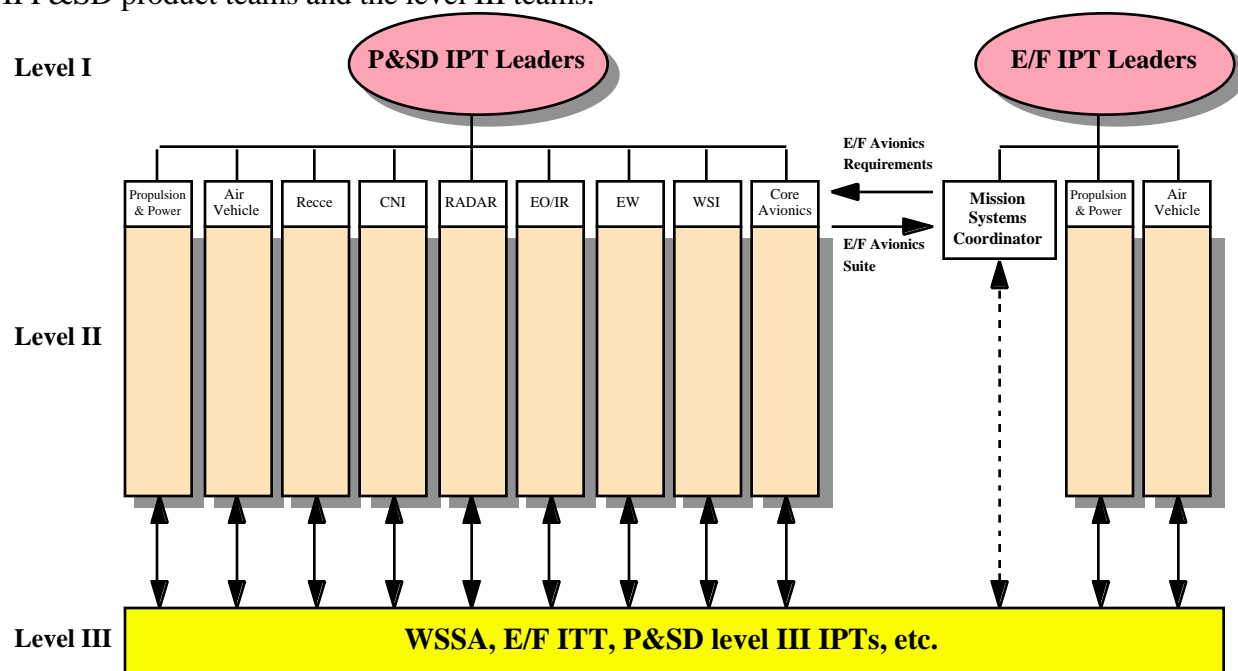 II P&SD product teams and the level III teams.
Level I
P&SD IPT Leaders
E/F IPT Leaders
E/F Avionics
Requirements
Propulsion
& Power
Air
Vehicle
Recce
CNI
RADAR
EO/IR
EW
WSI
Core
Avionics
Mission
Systems
Coordinator
Propulsion
& Power
Air
Vehicle
E/F Avionics
Suite
Level II
Level III
WSSA, E/F ITT, P&SD level III IPTs, etc.